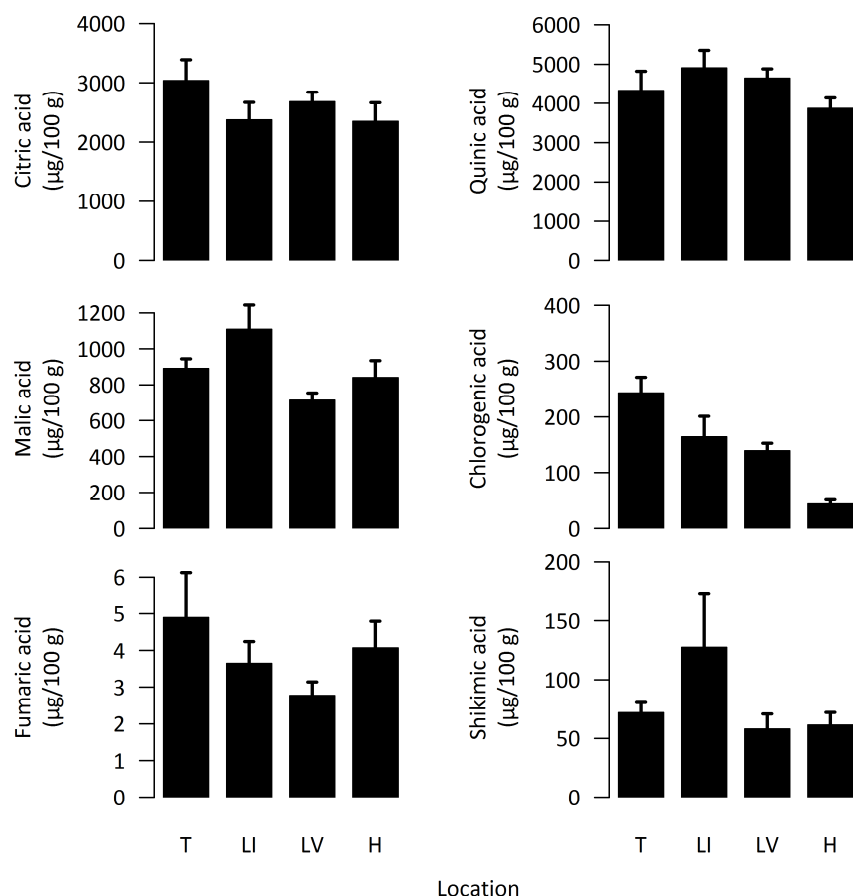 Citric acid
(µg/100 g)
4000
3000
2000
1000
0
Quinic acid
(µg/100 g)
6000
5000
4000
3000
2000
1000
0
Malic acid
(µg/100 g)
1200
1000
800
600
400
200
0
Chlorogenic acid
(µg/100 g)
400
300
200
100
0
Fumaric acid
(µg/100 g)
6
5
4
3
2
1
0
Shikimic acid
(µg/100 g)
200
150
100
50
0
T LI LV H
T LI LV H
Location